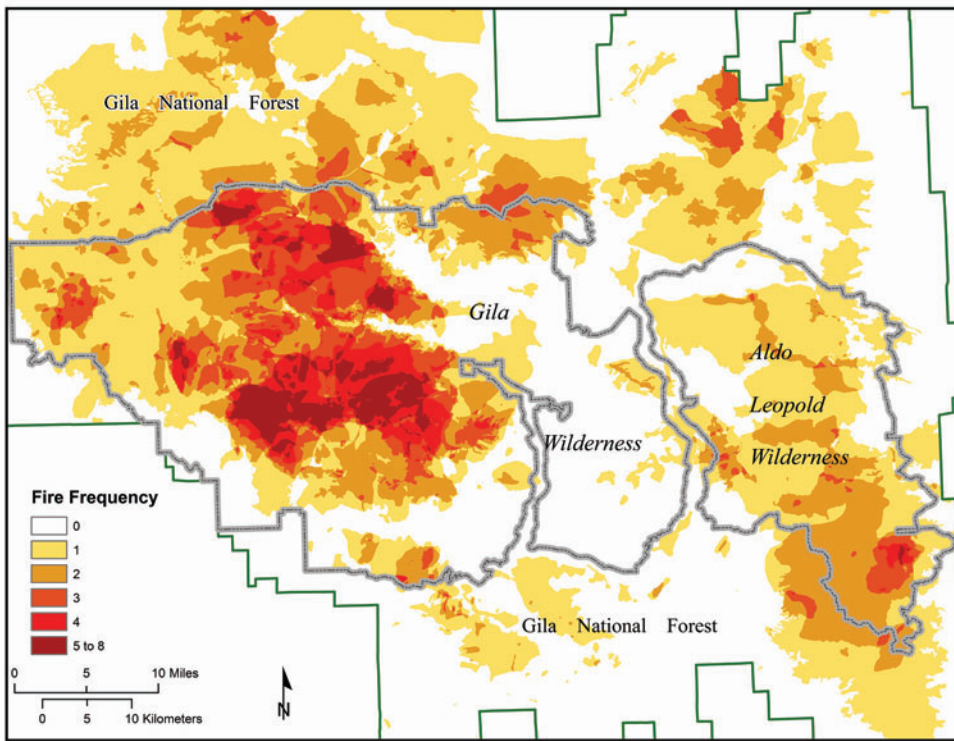 Gila National Forest
Gila
Wilderness
Aldo
Leopold
Wilderness
Gila National Forest
Fire Frequency
0
1
2
3
4
5 to 8
0 5 10 Miles
0 5 10 Kilometers
N